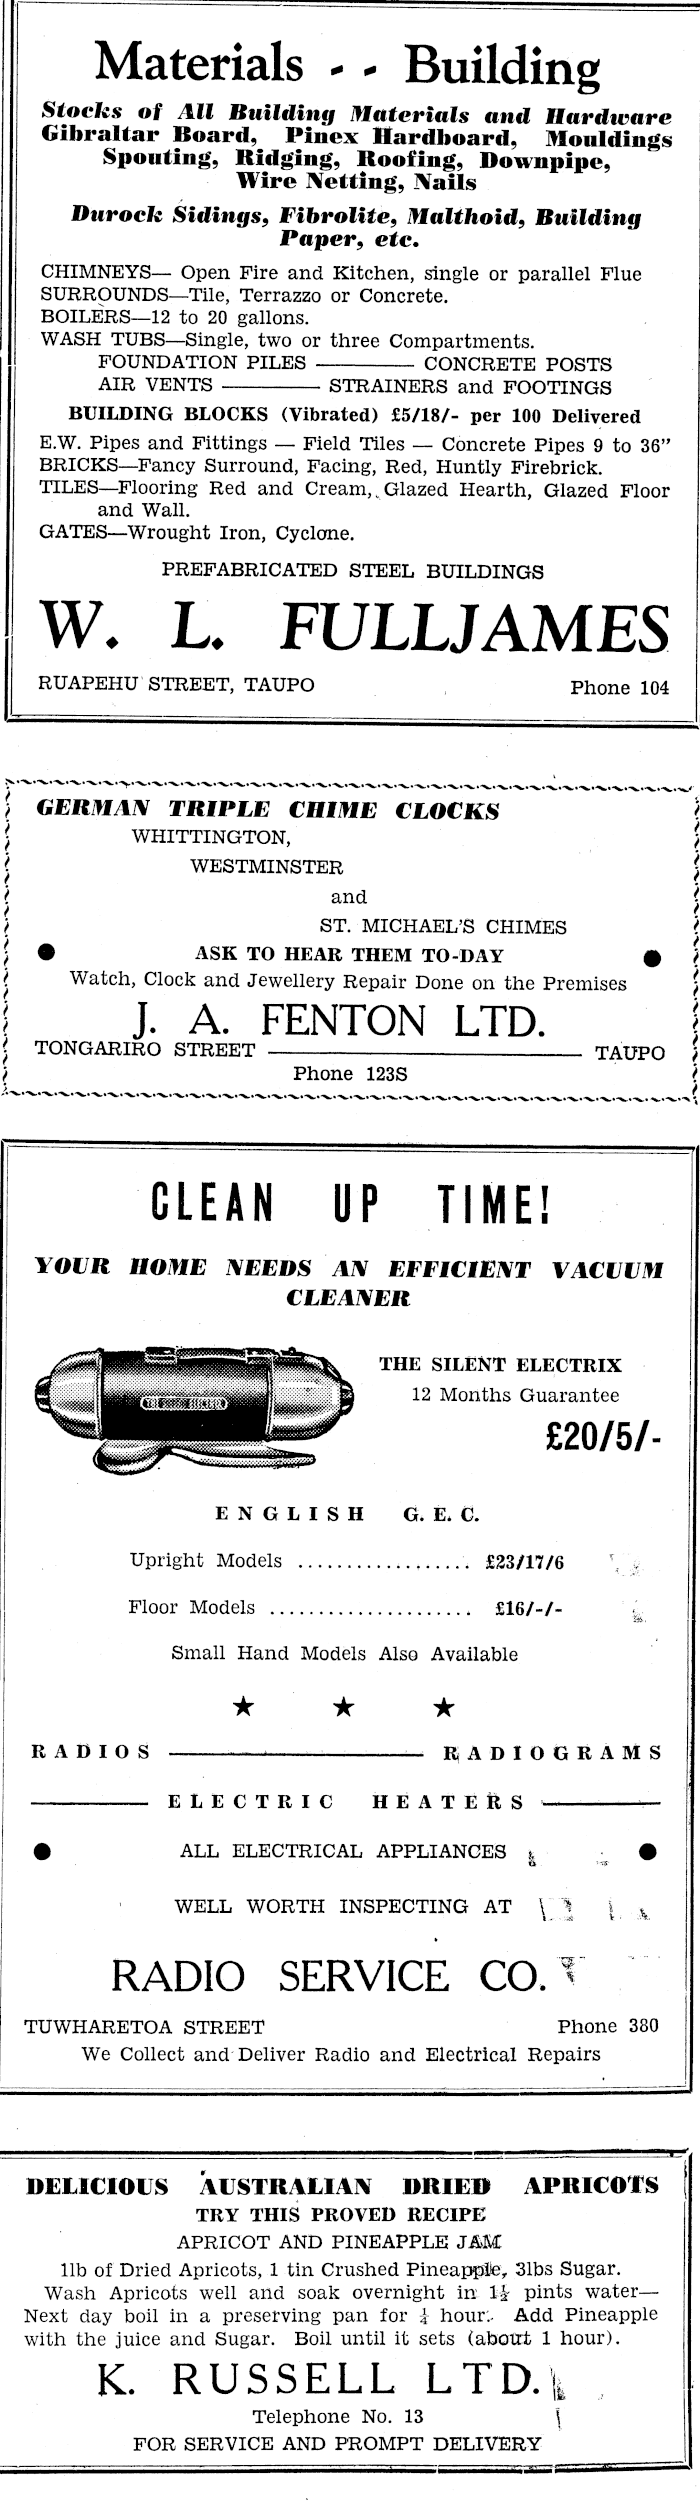 Materials - - Building
Stocks of All Building Materials and Hardware
Gibraltar Board, Pinex Hardboard, Mouldings
Spouting, Ridging, Roofing, Downpipe,
Wire Netting, Nails
Durock Sidings, Fibrolite, Malthoid, Building
Paper, etc.
CHIMNEYS— Open Fire and Kitchen, single or parallel Flue
SURROUNDS—Tile, Terrazzo or Concrete.
BOILERS—12 to 20 gallons.
WASH TUBS—Single, two or three Compartments.
FOUNDATION PILES ———— CONCRETE POSTS
AIR VENTS ———— STRAINERS and FOOTINGS
BUILDING BLOCKS (Vibrated) £5/18/- per 100 Delivered
E.W. Pipes and Fittings — Field Tiles — Concrete Pipes 9 to 36”
BRICKS—Fancy Surround, Facing, Red, Huntly Firebrick.
TILES—Flooring Red and Cream, Glazed Hearth, Glazed Floor
and Wall.
GATES—Wrought Iron, Cyclone.
PREFABRICATED STEEL BUILDINGS
W. L. FULLJAMES
RUAPEHU STREET, TAUPO Phone 104
GERMAN TRIPLE CHIME CLOCKS
WHITTINGTON,
WESTMINSTER
and
ST. MICHAEL'S CHIMES
● ASK TO HEAR THEM TO-DAY ●
Watch, Clock and Jewellery Repair Done on the Premises
J. A. FENTON LTD.
TONGARIRO STREET ———— TAUPO
Phone 123S
CLEAN UP TIME!
YOUR HOME NEEDS AN EFFICIENT VACUUM
CLEANER
THE SILENT ELECTRIX
12 Months Guarantee
£20/5/-
ENGLISH G.E.C.
Upright Models .................. £23/17/6
Floor Models ..................... £16/-/-
Small Hand Models Also Available
★ ★ ★
RADIOS ———— RADIOGRAMS
———— ELECTRIC HEATERS ————
● ALL ELECTRICAL APPLIANCES ●
WELL WORTH INSPECTING AT
RADIO SERVICE CO.
TUWHARETOA STREET Phone 380
We Collect and Deliver Radio and Electrical Repairs
DELICIOUS AUSTRALIAN DRIED APRICOTS
TRY THIS PROVED RECIPE
APRICOT AND PINEAPPLE JAM
1lb of Dried Apricots, 1 tin Crushed Pineapple, 3lbs Sugar.
Wash Apricots well and soak overnight in 1½ pints water—
Next day boil in a preserving pan for hour. Add Pineapple
with the juice and Sugar. Boil until it sets (about 1 hour).
K. RUSSELL LTD.
Telephone No. 13
FOR SERVICE AND PROMPT DELIVERY